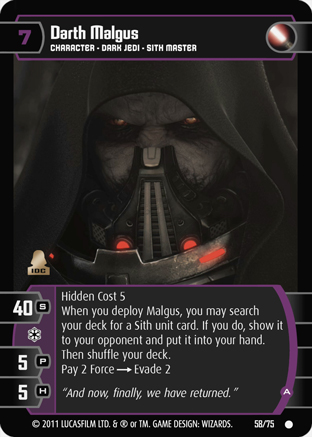 7 Darth Malgus
CHARACTER • DARK JEDI • SITH MASTER
IDC
40 S
5 P
5 H
Hidden Cost 5
When you deploy Malgus, you may search
your deck for a Sith unit card. If you do, show it
to your opponent and put it into your hand.
Then shuffle your deck.
Pay 2 Force → Evade 2
“And now, finally, we have returned.”
A
© 2011 LUCASFILM LTD. & ® or TM. GAME DESIGN: WIZARDS. 58/75